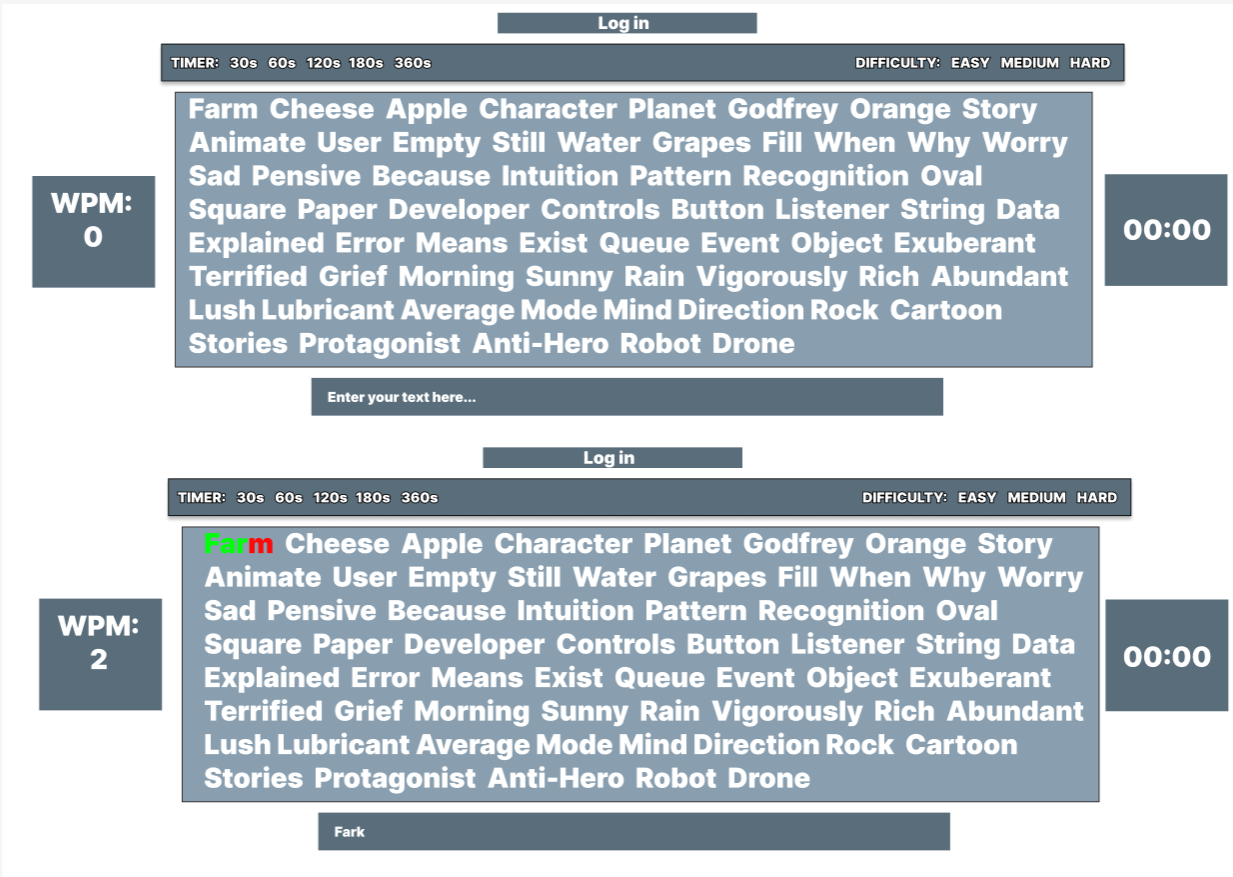 Log in
TIMER: 30s 60s 120s 180s 360s DIFFICULTY: EASY MEDIUM HARD
Farm Cheese Apple Character Planet Godfrey Orange Story
Animate User Empty Still Water Grapes Fill When Why Worry
Sad Pensive Because Intuition Pattern Recognition Oval
Square Paper Developer Controls Button Listener String Data
Explained Error Means Exist Queue Event Object Exuberant
Terrified Grief Morning Sunny Rain Vigorously Rich Abundant
Lush Lubricant Average Mode Mind Direction Rock Cartoon
Stories Protagonist Anti-Hero Robot Drone
WPM:
0
00:00
Enter your text here...
Log in
TIMER: 30s 60s 120s 180s 360s DIFFICULTY: EASY MEDIUM HARD
Farm Cheese Apple Character Planet Godfrey Orange Story
Animate User Empty Still Water Grapes Fill When Why Worry
Sad Pensive Because Intuition Pattern Recognition Oval
Square Paper Developer Controls Button Listener String Data
Explained Error Means Exist Queue Event Object Exuberant
Terrified Grief Morning Sunny Rain Vigorously Rich Abundant
Lush Lubricant Average Mode Mind Direction Rock Cartoon
Stories Protagonist Anti-Hero Robot Drone
WPM:
2
00:00
Fark